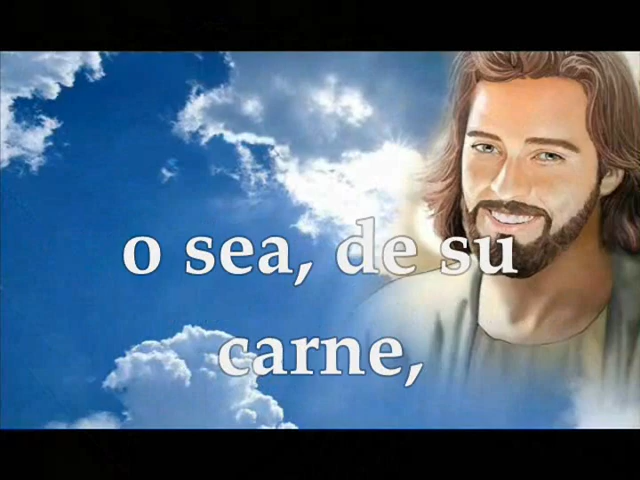 o sea, de su
carne,